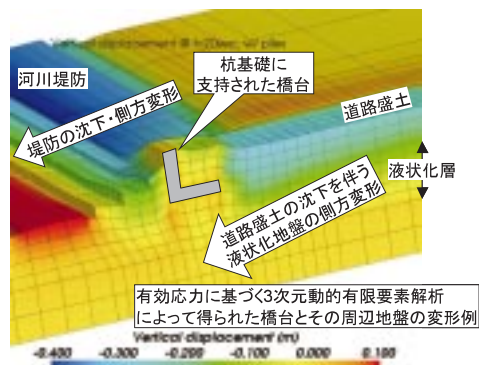 Vertical displacement @ t=20sec, w/ piles
河川堤防
杭基礎に
支持された橋台
道路盛土
堤防の沈下・側方変形
液状化層
道路盛土の沈下を伴う
液状化地盤の側方変形
有効応力に基づく3次元動的有限要素解析
によって得られた橋台とその周辺地盤の変形例
Vertical displacement (m)
-0.400 -0.300 -0.200 -0.100 0.000 0.100